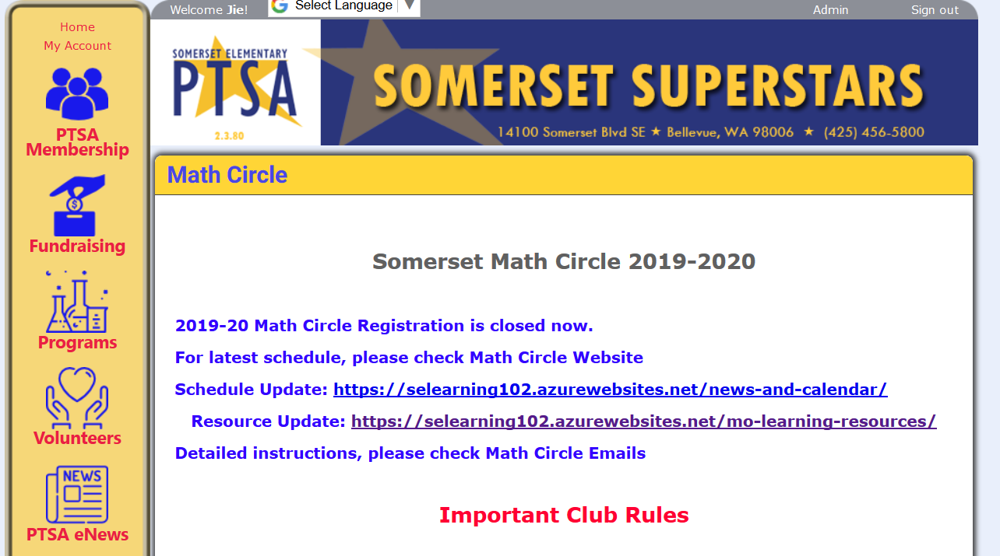 Welcome Jie!
Select Language ▼
Admin
Sign out
Home
My Account
PTSA
Membership
Fundraising
Programs
Volunteers
NEWS
PTSA eNews
SOMERSET ELEMENTARY
PTSA
2.3.80
SOMERSET SUPERSTARS
14100 Somerset Blvd SE ★ Bellevue, WA 98006 ★ (425) 456-5800
Math Circle
Somerset Math Circle 2019-2020
2019-20 Math Circle Registration is closed now.
For latest schedule, please check Math Circle Website
Schedule Update: https://selearning102.azurewebsites.net/news-and-calendar/
Resource Update: https://selearning102.azurewebsites.net/mo-learning-resources/
Detailed instructions, please check Math Circle Emails
Important Club Rules